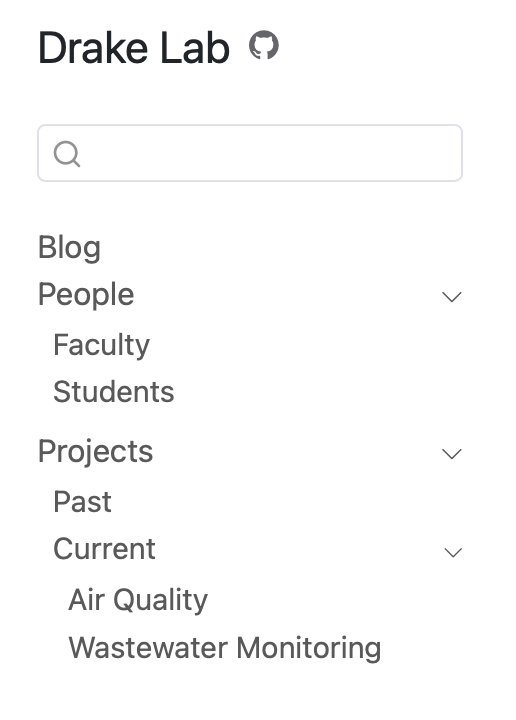 Drake Lab
Blog
People
Faculty
Students
Projects
Past
Current
Air Quality
Wastewater Monitoring